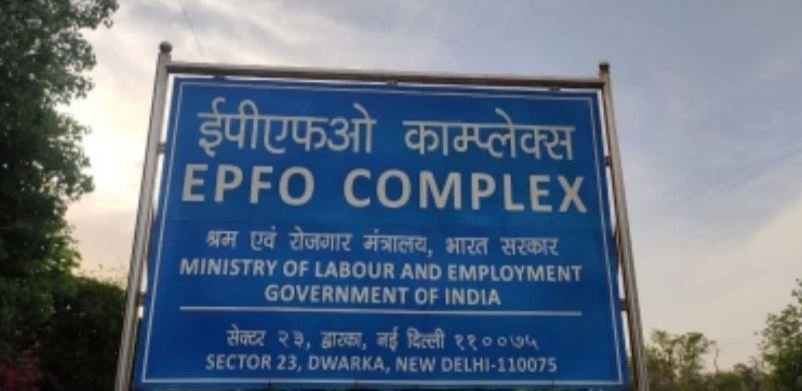 ईपीएफओ काम्प्लेक्स
EPFO COMPLEX
श्रम एवं रोजगार मंत्रालय, भारत सरकार
MINISTRY OF LABOUR AND EMPLOYMENT
GOVERNMENT OF INDIA
सेक्टर २३, द्वारका, नई दिल्ली ११००७५
SECTOR 23, DWARKA, NEW DELHI-110075